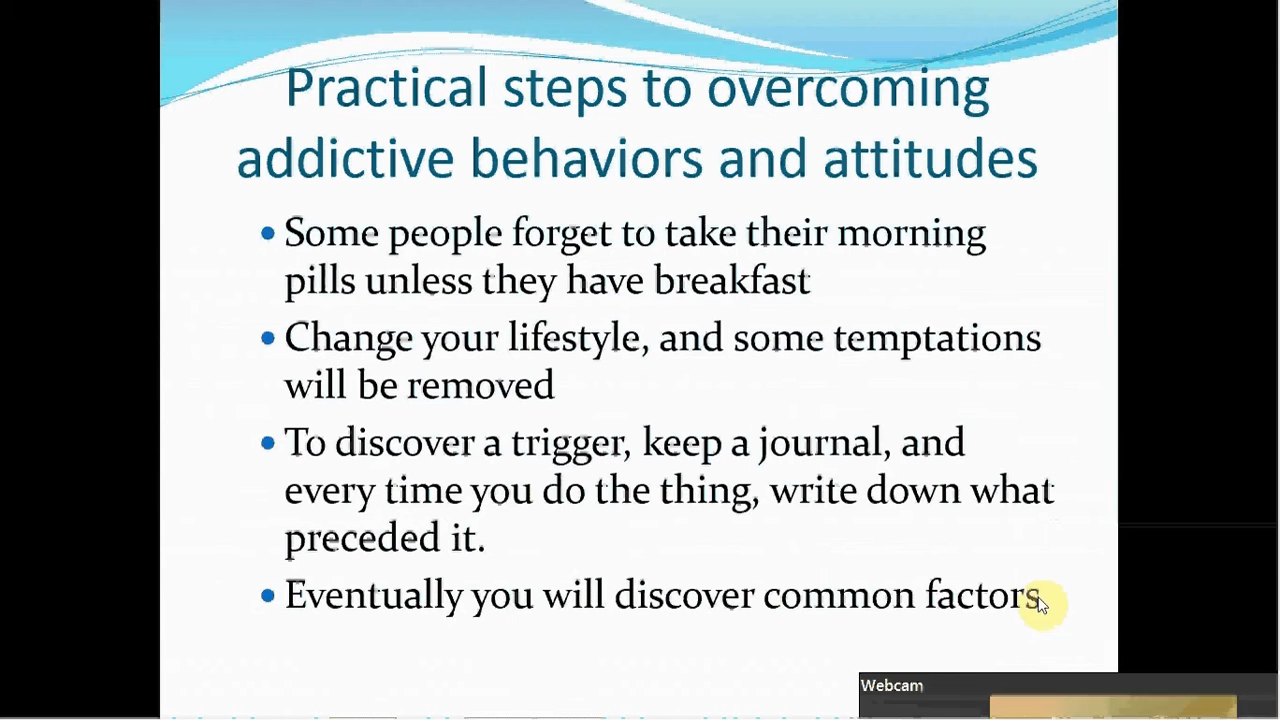 Practical steps to overcoming
addictive behaviors and attitudes
• Some people forget to take their morning
pills unless they have breakfast
• Change your lifestyle, and some temptations
will be removed
• To discover a trigger, keep a journal, and
every time you do the thing, write down what
preceded it.
• Eventually you will discover common factors
Webcam